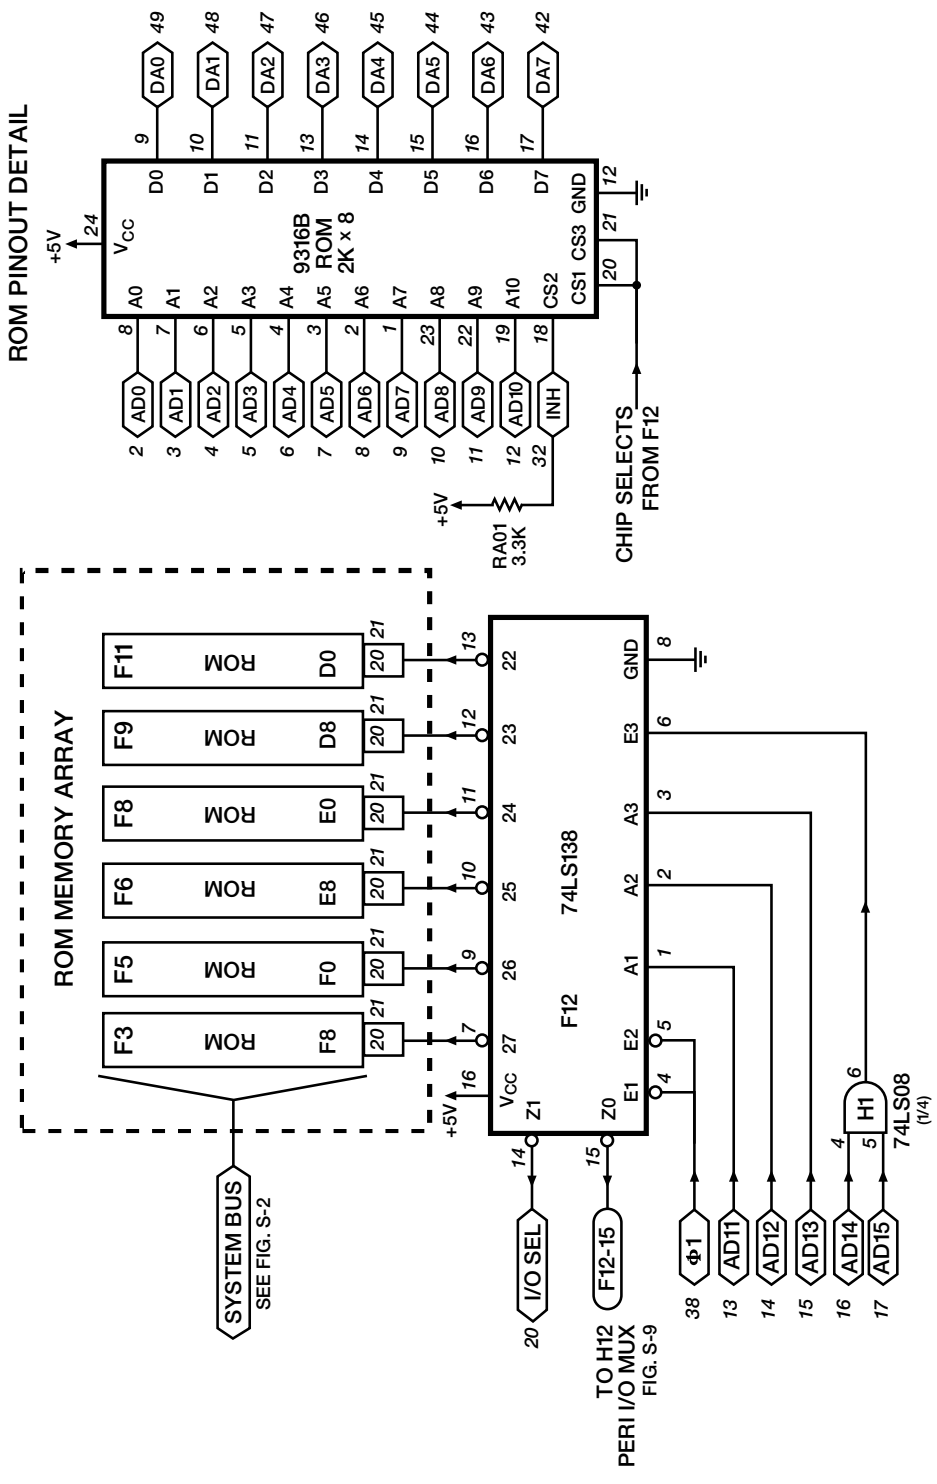 ROM PINOUT DETAIL
+5V
24
VCC
9316B
ROM
2K × 8
A0
A1
A2
A3
A4
A5
A6
A7
A8
A9
A10
CS2
D0
D1
D2
D3
D4
D5
D6
D7
CS1
CS3
GND
8
7
6
5
4
3
2
1
23
22
19
18
9
10
11
13
14
15
16
17
20
21
12
AD0
AD1
AD2
AD3
AD4
AD5
AD6
AD7
AD8
AD9
AD10
INH
2
3
4
5
6
7
8
9
10
11
12
32
DA0
DA1
DA2
DA3
DA4
DA5
DA6
DA7
49
48
47
46
45
44
43
42
+5V
RA01
3.3K
CHIP SELECTS
FROM F12
ROM MEMORY ARRAY
F3
ROM
F8
20
21
F5
ROM
F0
20
21
F6
ROM
E8
20
21
F8
ROM
E0
20
21
F9
ROM
D8
20
21
F11
ROM
D0
20
21
SYSTEM BUS
SEE FIG. S-2
+5V
16
VCC
7
27
9
26
10
25
11
24
12
23
13
22
F12
74LS138
Z1
Z0
E1
E2
A1
A2
A3
E3
GND
14
15
4
5
1
2
3
6
8
I/O SEL
20
F12-15
TO H12
PERI I/O MUX
FIG. S-9
38
Φ1
13
AD11
14
AD12
15
AD13
16
AD14
17
AD15
4
5
6
H1
74LS08
(1/4)